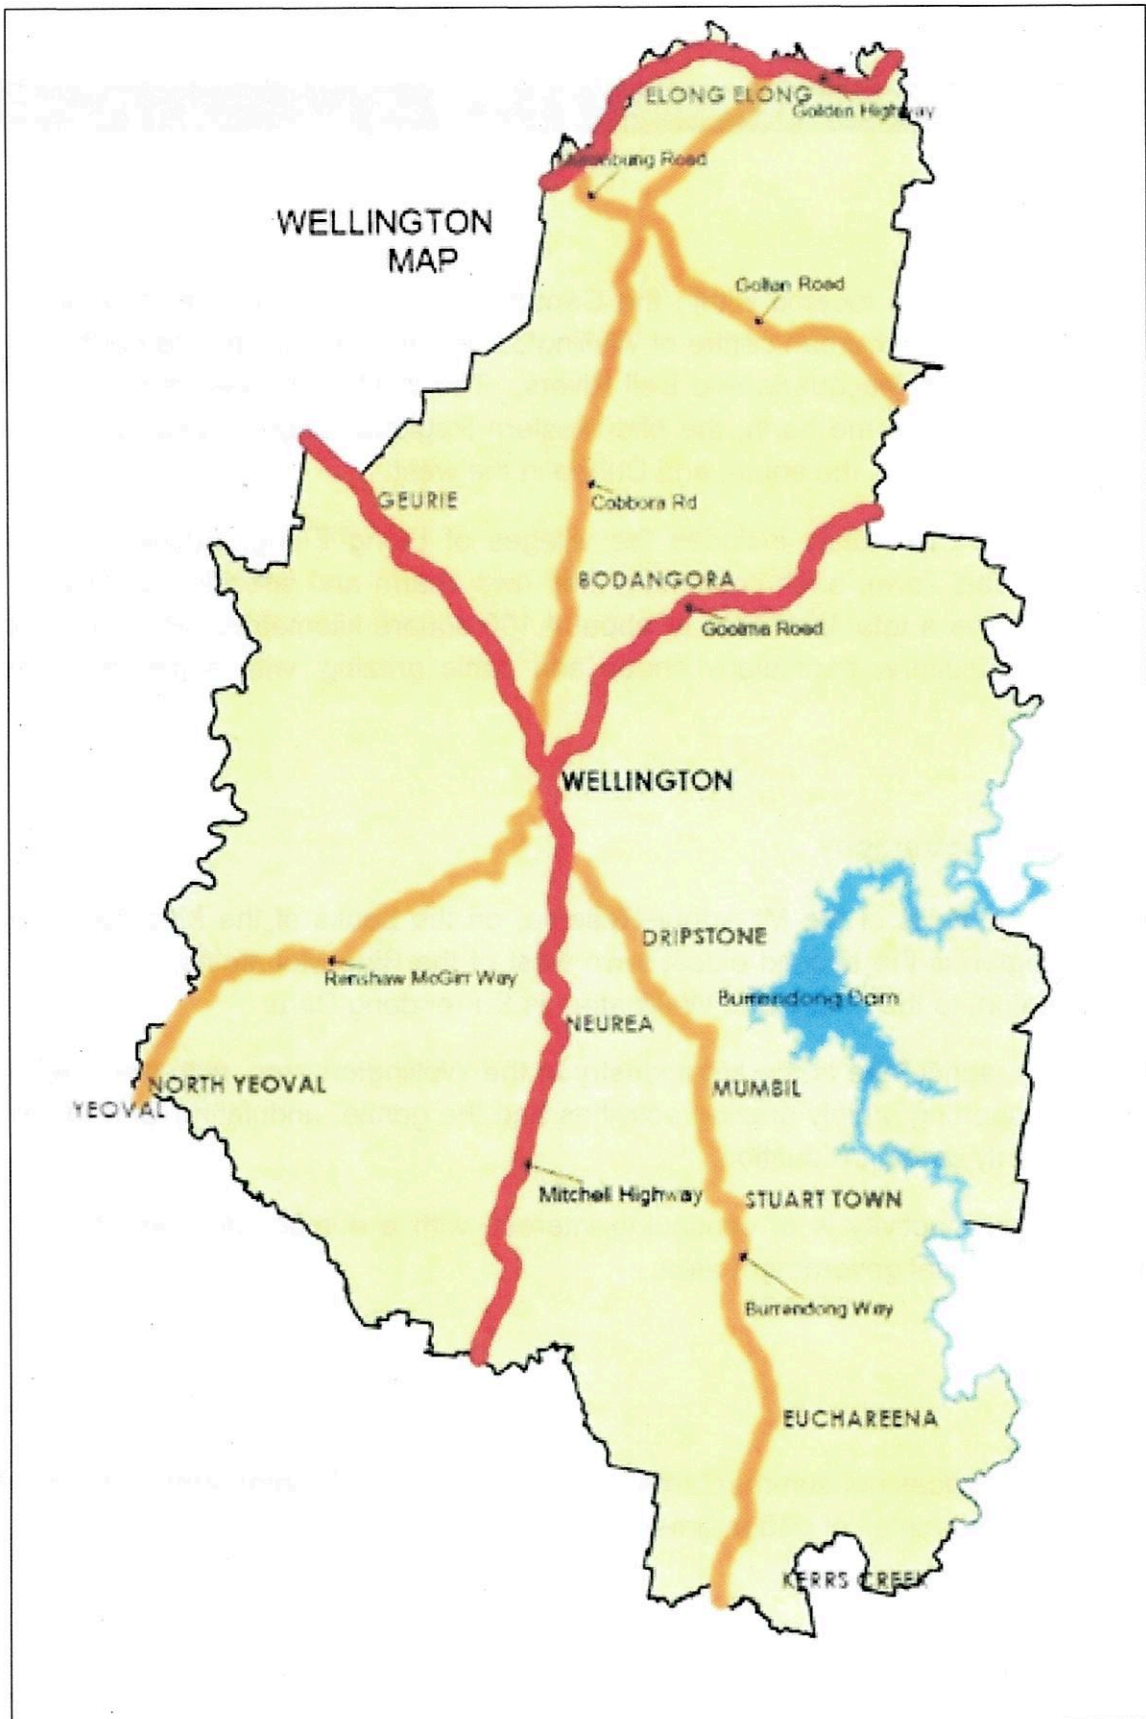 ELONG ELONG
Golden Highway
Road
WELLINGTON
MAP
Gollan Road
GEURIE
Cobbora Rd
BODANGORA
Goolma Road
WELLINGTON
DRIPSTONE
Renshaw McGirr Way
Burrendong Dam
NEUREA
NORTH YEOVAL
MUMBIL
YEOVAL
Mitchell Highway
STUART TOWN
Burrendong Way
EUCHAREENA
KERRS CREEK